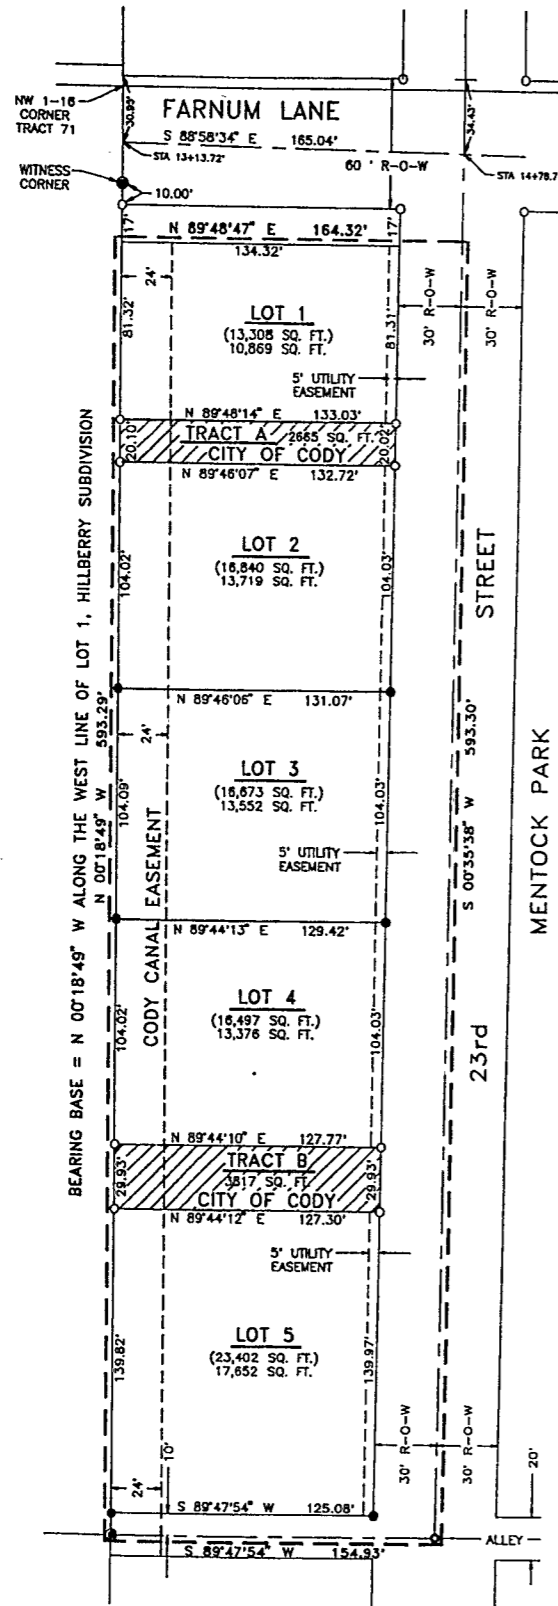 NW 1-16
CORNER
TRACT 71
30.95'
FARNUM LANE
S 88°58'34" E 165.04'
STA 13+13.72'
34.43'
STA 14+78.7
60 ' R-O-W
WITNESS
CORNER
10.00'
17'
N 89°48'47" E 164.32'
17'
134.32'
24'
81.32'
LOT 1
(13,308 SQ. FT.)
10,869 SQ. FT.
81.31'
30' R-O-W
30' R-O-W
5' UTILITY
EASEMENT
N 89°48'14" E 133.03'
20.10'
TRACT A 2665 SQ. FT.
CITY OF CODY
20.02'
N 89°46'07" E 132.72'
LOT 2
(16,840 SQ. FT.)
13,719 SQ. FT.
104.02'
104.03'
STREET
N 89°46'06" E 131.07'
24'
BEARING BASE = N 00°18'49" W ALONG THE WEST LINE OF LOT 1, HILLBERRY SUBDIVISION
N 00°18'49" W 593.29'
LOT 3
(16,673 SQ. FT.)
13,552 SQ. FT.
104.09'
104.03'
S 00°35'38" W 593.30'
MENTOCK PARK
5' UTILITY
EASEMENT
CODY CANAL EASEMENT
N 89°44'13" E 129.42'
LOT 4
(16,497 SQ. FT.)
13,376 SQ. FT.
104.02'
104.03'
23rd
N 89°44'10" E 127.77'
29.93'
TRACT B
3817 SQ. FT.
CITY OF CODY
29.93'
N 89°44'12" E 127.30'
5' UTILITY
EASEMENT
LOT 5
(23,402 SQ. FT.)
17,652 SQ. FT.
139.82'
139.97'
30' R-O-W
30' R-O-W
10'
24'
20'
S 89°47'54" W 125.08'
ALLEY
S 89°47'54" W 154.93'